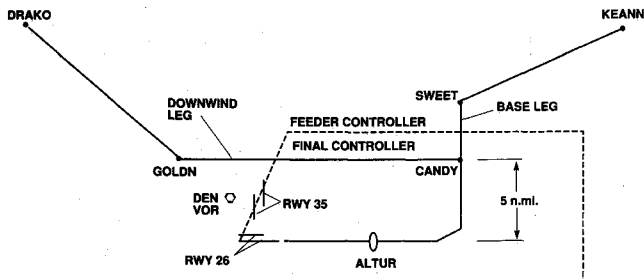 DRAKO
KEANN
SWEET
DOWNWIND
LEG
BASE LEG
FEEDER CONTROLLER
FINAL CONTROLLER
GOLDN
CANDY
DEN
VOR
RWY 35
5 n.mi.
RWY 26
ALTUR